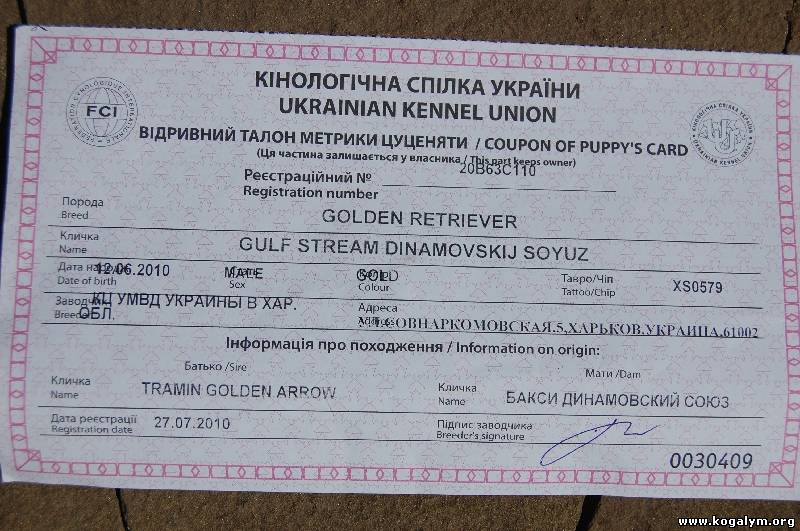 КІНОЛОГІЧНА СПІЛКА УКРАЇНИ
UKRAINIAN KENNEL UNION
FCI
ВІДРИВНИЙ ТАЛОН МЕТРИКИ ЦУЦЕНЯТИ / COUPON OF PUPPY'S CARD
(Ця частина залишається у власника / This part keeps owner)
Реєстраційний № 20B63C110
Registration number
Порода
Breed GOLDEN RETRIEVER
Кличка
Name GULF STREAM DINAMOVSKIJ SOYUZ
Дата 12.06.2010 MALE GOLD Тавро/Чіп XS0579
Date of birth Sex Colour Tattoo/Chip
КЦ УМВД УКРАИНЫ В ХАР. Адреса
ОБЛ. СОВНАРКОМОВСКАЯ.5,ХАРЬКОВ.УКРАИНА.61002
Інформація про походження / Information on origin:
Батько /Sire Мати /Dam
Кличка TRAMIN GOLDEN ARROW Кличка БАКСИ ДИНАМОВСКИЙ СОЮЗ
Name Name
Дата реєстрації 27.07.2010 Підпис заводчика
Registration date Breeder's signature
0030409
www.kogalym.org